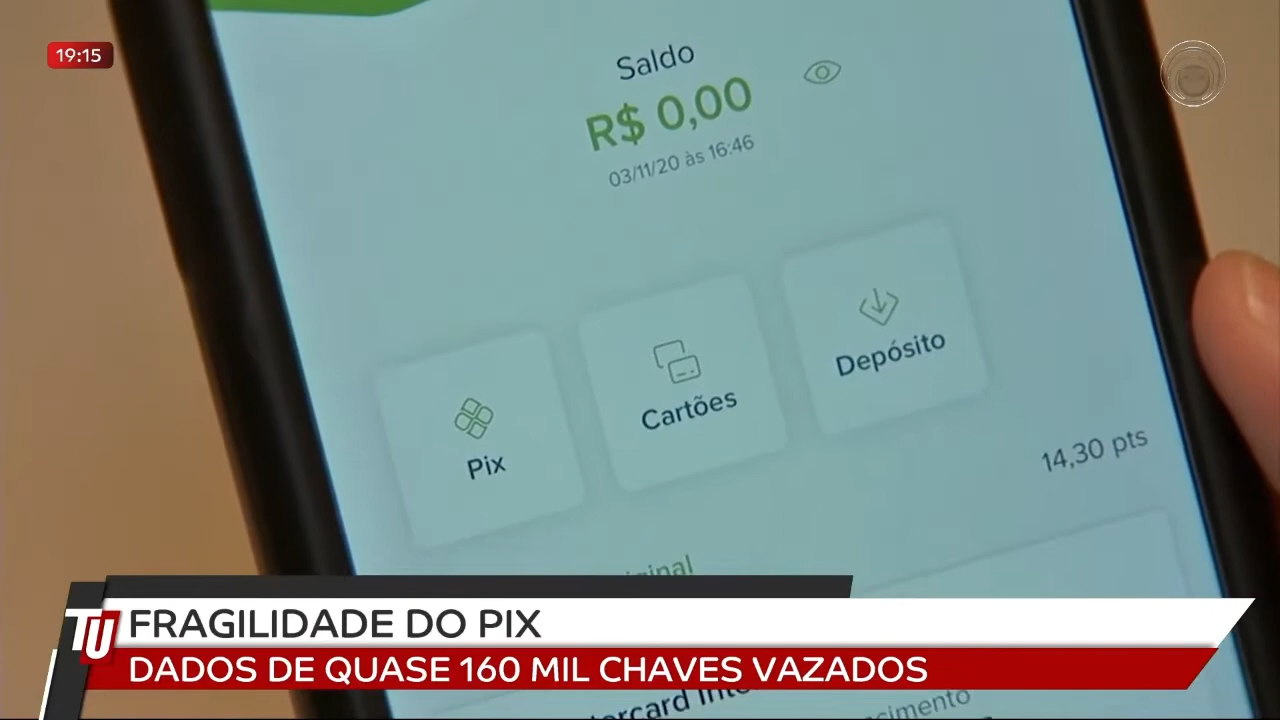 19:15
Saldo
R$ 0,00
03/11/20 às 16:46
Pix
Cartões
Depósito
14,30 pts
TU
FRAGILIDADE DO PIX
DADOS DE QUASE 160 MIL CHAVES VAZADOS